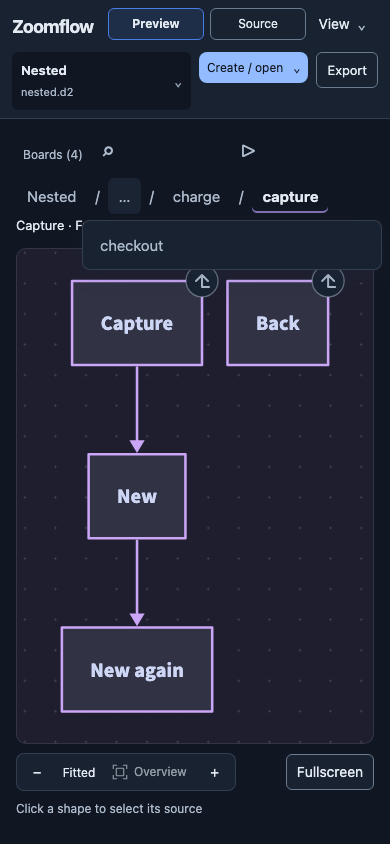 Zoomflow Preview Source View
Nested
nested.d2
Create / open Export
Boards (4)
Nested / ... / charge / capture
Capture · F
checkout
Capture Back
New
New again
− Fitted Overview +
Fullscreen
Click a shape to select its source